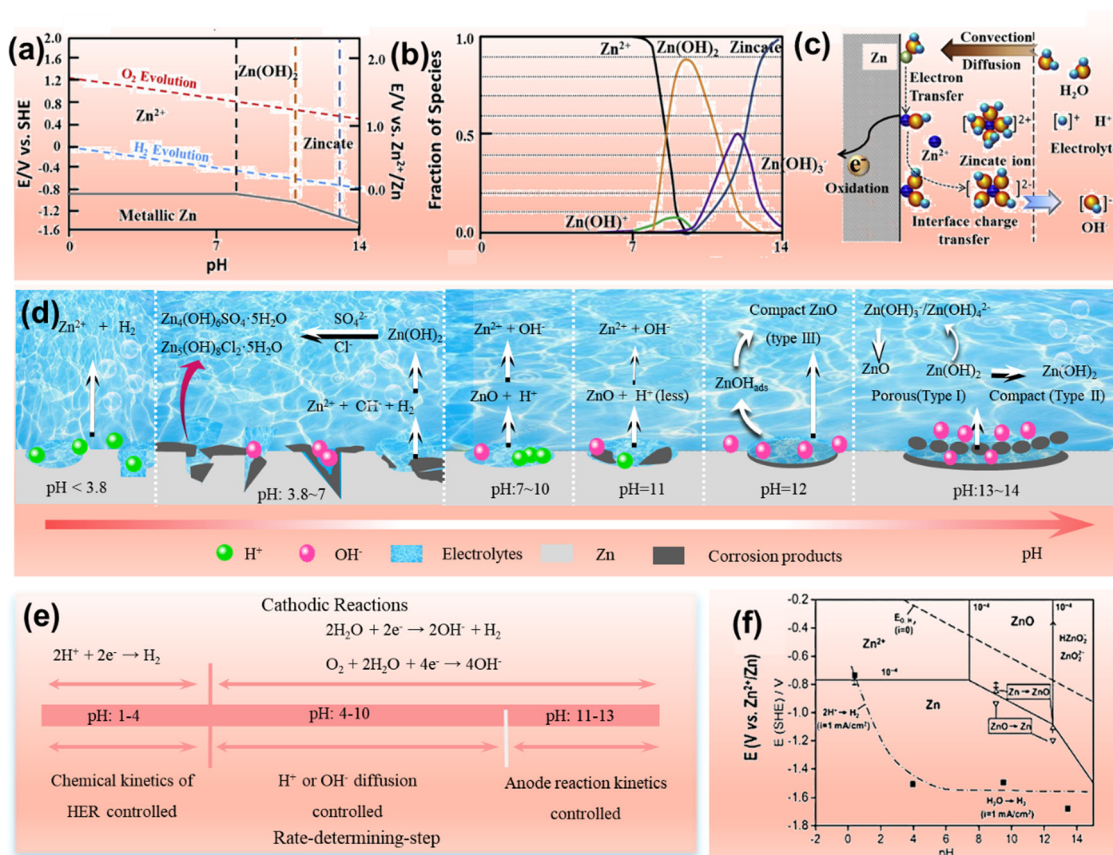 (a)
2.0
1.6
1.2
0.8
0.4
0
-0.4
-0.8
-1.2
-1.6
E/V vs. SHE
O₂ Evolution
Zn(OH)₂
Zn²⁺
H₂ Evolution
Zincate
Metallic Zn
2.0
1.0
0.0
E/V vs. Zn²⁺/Zn
0
7
14
pH
(b)
1.0
0.5
0.0
Fraction of Species
Zn²⁺
Zn(OH)₂
Zincate
Zn(OH)₃⁻
Zn(OH)⁺
7
14
pH
(c)
Zn
Convection
Diffusion
H₂O
Electron
Transfer
[ ]²⁺
[ ]⁺ H⁺
Zn²⁺
Zincate ion
Electrolyte
e⁻
Oxidation
[ ]²⁻
[ ]⁻
OH
Interface charge
transfer
(d)
Zn²⁺ + H₂
pH < 3.8
Zn₄(OH)₆SO₄·5H₂O
Zn₅(OH)₈Cl₂·5H₂O
SO₄²⁻
Cl⁻
Zn(OH)₂
Zn²⁺ + OH⁻ + H₂
pH: 3.8~7
Zn²⁺ + OH⁻
ZnO + H⁺
pH:7~10
Zn²⁺ + OH⁻
ZnO + H⁺ (less)
pH=11
Compact ZnO
(type III)
ZnOH_ads
pH=12
Zn(OH)₃⁻/Zn(OH)₄²⁻
ZnO
Zn(OH)₂
Zn(OH)₂
Porous(Type I)
Compact (Type II)
pH:13~14
H⁺
OH⁻
Electrolytes
Zn
Corrosion products
pH
(e)
Cathodic Reactions
2H₂O + 2e⁻ → 2OH⁻ + H₂
2H⁺ + 2e⁻ → H₂
O₂ + 2H₂O + 4e⁻ → 4OH⁻
pH: 1-4
pH: 4-10
pH: 11-13
Chemical kinetics of
HER controlled
H⁺ or OH⁻ diffusion
controlled
Anode reaction kinetics
controlled
Rate-determining-step
(f)
-0.2
-0.4
-0.6
-0.8
-1.0
-1.2
-1.4
-1.6
-1.8
E (V vs. Zn²⁺/Zn)
E (SHE) / V
(i=0)
10⁻⁴
ZnO
10⁻⁴
Zn²⁺
HZnO₂⁻
ZnO₂²⁻
10⁻⁴
Zn → ZnO
Zn
ZnO → Zn
2H⁺ → H₂
(i=1 mA/cm²)
H₂O → H₂
(i=1 mA/cm²)
-2
0
2
4
6
8
10
12
14
pH